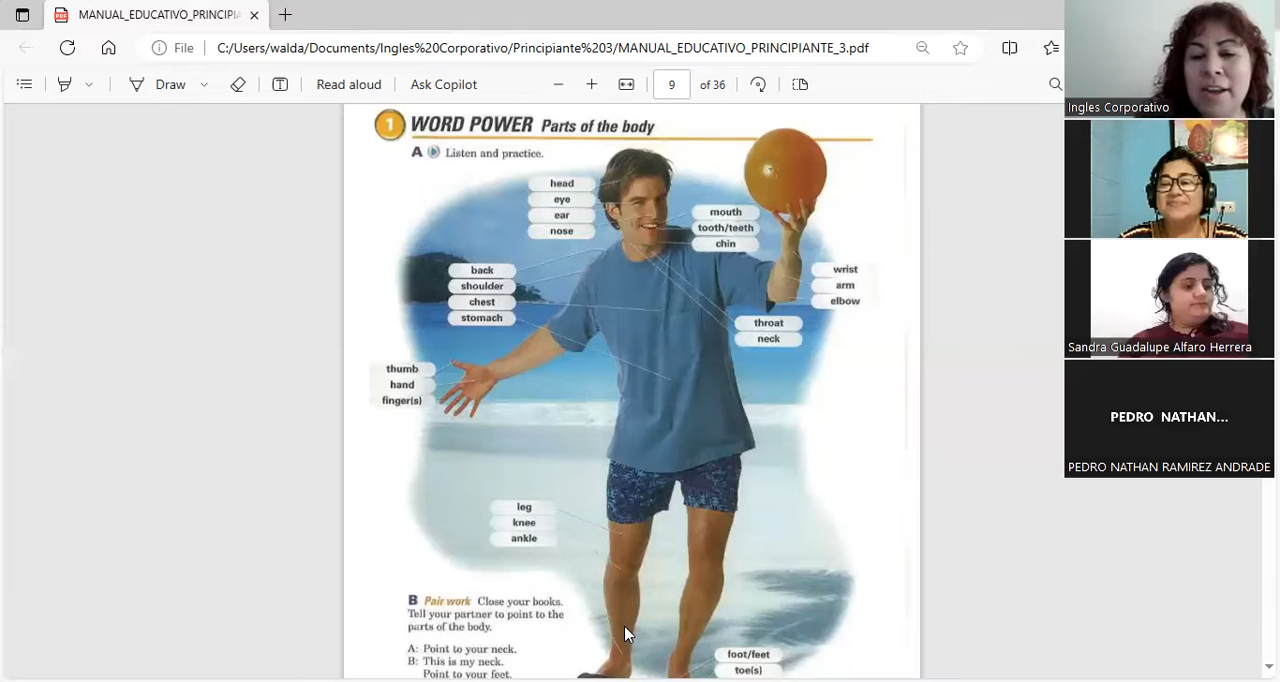 MANUAL_EDUCATIVO_PRINCIPIA
File
C:/Users/walda/Documents/Ingles%20Corporativo/Principiante%203/MANUAL_EDUCATIVO_PRINCIPIANTE_3.pdf
Draw
Read aloud
Ask Copilot
9
of 36
1 WORD POWER Parts of the body
A Listen and practice.
head
eye
ear
nose
mouth
tooth/teeth
chin
back
shoulder
chest
stomach
wrist
arm
elbow
throat
neck
thumb
hand
finger(s)
leg
knee
ankle
B Pair work Close your books.
Tell your partner to point to the
parts of the body.
A: Point to your neck.
B: This is my neck.
Point to your feet.
foot/feet
toe(s)
Ingles Corporativo
Sandra Guadalupe Alfaro Herrera
PEDRO NATHAN...
PEDRO NATHAN RAMIREZ ANDRADE